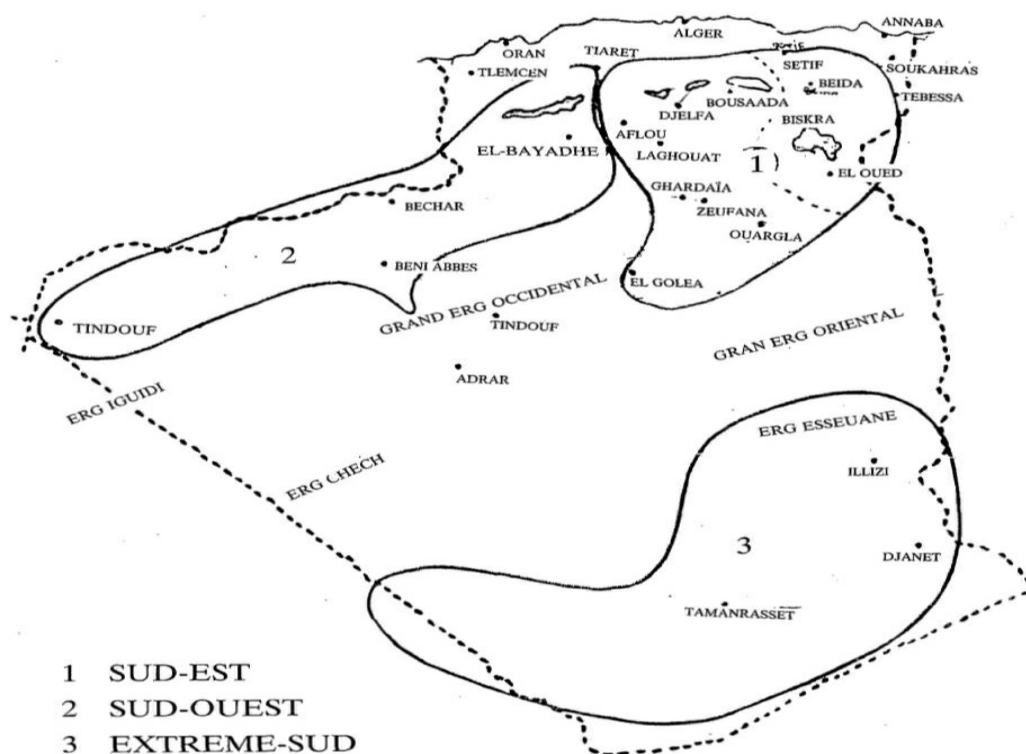 ANNABA
ALGER
ORAN
TIARET
SETIF
SOUKAHRAS
TLEMCEN
BEIDA
BOUSAADA
TEBESSA
DJELFA
BISKRA
AFLOU
EL-BAYADHE
LAGHOUAT
1
EL OUED
GHARDAÏA
BECHAR
ZEUFANA
OUARGLA
2
BENI ABBES
EL GOLEA
GRAND ERG OCCIDENTAL
TINDOUF
TINDOUF
GRAN ERG ORIENTAL
ADRAR
ERG IGUIDI
ERG ESSEUANE
ERG CHECH
ILLIZI
3
DJANET
TAMANRASSET
1 SUD-EST
2 SUD-OUEST
3 EXTREME-SUD